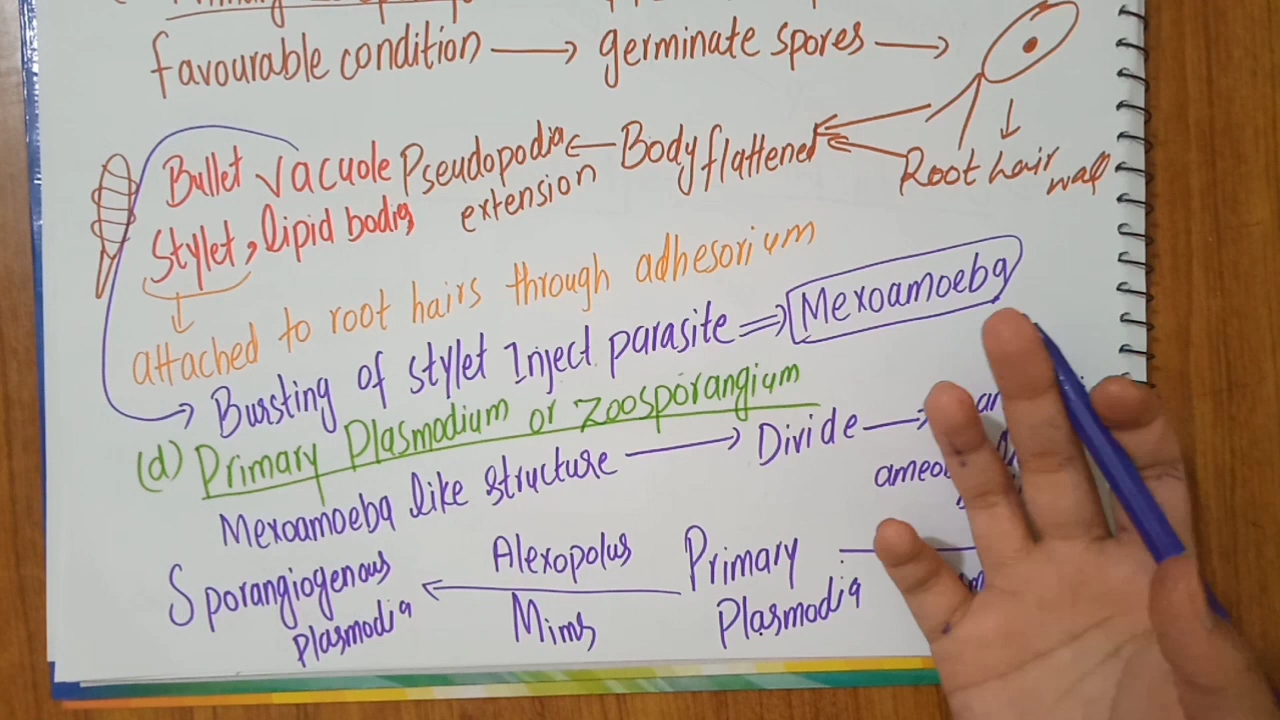 favourable condition → germinate spores →
Root hair wall
Body flattened
Pseudopodia extension
Bullet vacuole
Stylet, lipid bodies
attached to root hairs through adhesorium
Bursting of stylet Inject parasite ⇒ Mexoamoeba
(d) Primary Plasmodium or Zoosporangium
Mexoamoeba like structure → Divide →
Primary Plasmodia
Alexopolus
Mims
Sporangiogenous Plasmodia